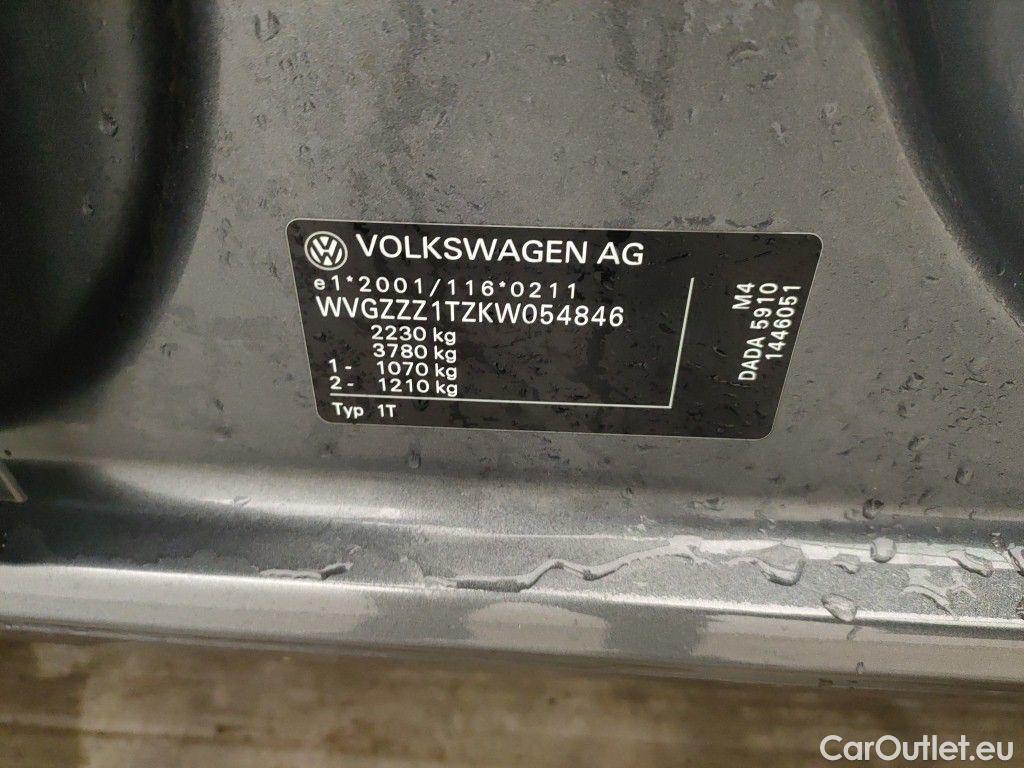 VOLKSWAGEN AG
e1*2001/116*0211
WVGZZZ1TZKW054846
2230 kg
3780 kg
1- 1070 kg
2- 1210 kg
Typ 1T
M4
DADA 5910
1446051
CarOutlet.eu